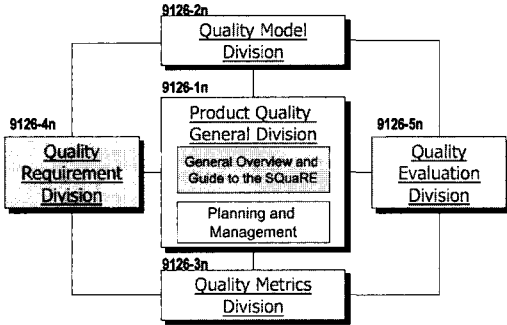 9126-2n
Quality Model
Division
9126-1n
Product Quality
General Division
General Overview and
Guide to the SQuaRE
Planning and
Management
9126-4n
Quality
Requirement
Division
9126-5n
Quality
Evaluation
Division
9126-3n
Quality Metrics
Division